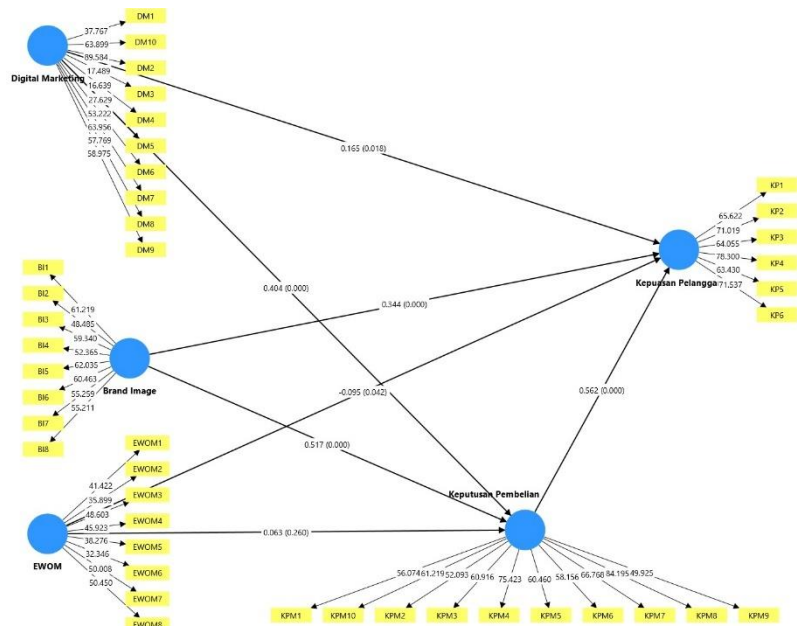 DM1
37.767
63.899
DM10
89.584
DM2
17.489
DM3
16.639
DM4
27.629
DM5
53.222
DM6
63.956
DM7
57.769
DM8
58.975
DM9
Digital Marketing
0.165 (0.018)
KP1
65.622
KP2
71.019
KP3
64.055
KP4
78.300
KP5
63.430
KP6
71.537
Kepuasan Pelangga
0.404 (0.000)
BI1
BI2
61.219
BI3
48.485
59.340
BI4
52.365
BI5
62.035
BI6
60.463
BI7
55.259
BI8
55.211
Brand Image
0.344 (0.000)
-0.095 (0.042)
0.562 (0.000)
0.517 (0.000)
EWOM1
EWOM2
41.422
EWOM3
35.899
48.603
EWOM4
45.923
EWOM5
38.276
EWOM6
32.346
EWOM7
50.008
EWOM8
50.450
EWOM
0.063 (0.260)
Keputusan Pembelian
56.074 61.219 52.093 60.916 75.423 60.460 58.156 66.768 84.195 49.925
KPM1 KPM10 KPM2 KPM3 KPM4 KPM5 KPM6 KPM7 KPM8 KPM9